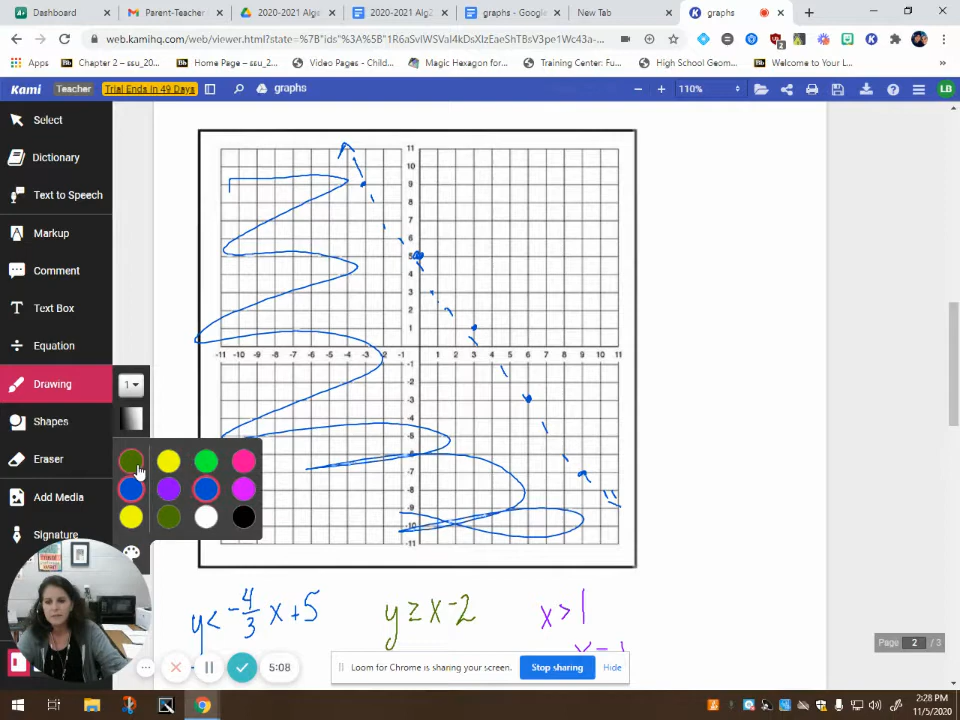 Dashboard
Parent-Teacher
2020-2021 Alge
2020-2021 Alg2
graphs - Google
New Tab
graphs
web.kamihq.com/web/viewer.html?state=%7B"ids"%3A%5B"1R6aSvlWSVal4kDsXlzEaeShTBsV3pe1Wc43a-...
Apps
Chapter 2 – ssu_20...
Home Page – ssu_2...
Video Pages - Child...
Magic Hexagon for...
Training Center: Fu...
High School Geom...
Welcome to Your L...
Kami
Teacher
Trial Ends in 49 Days
graphs
110%
LB
Select
Dictionary
Text to Speech
Markup
Comment
Text Box
Equation
Drawing
1
Shapes
Eraser
Add Media
Signature
11
10
9
8
7
6
5
4
3
2
1
-11 -10 -9 -8 -7 -6 -5 -4 -3 -2 -1 1 2 3 4 5 6 7 8 9 10 11
-1
-2
-3
-4
-5
-6
-7
-8
-9
-10
-11
y < -4/3 x + 5
y ≥ x - 2
x > 1
Page 2 / 3
5:08
Loom for Chrome is sharing your screen.
Stop sharing
Hide
2:28 PM
11/5/2020